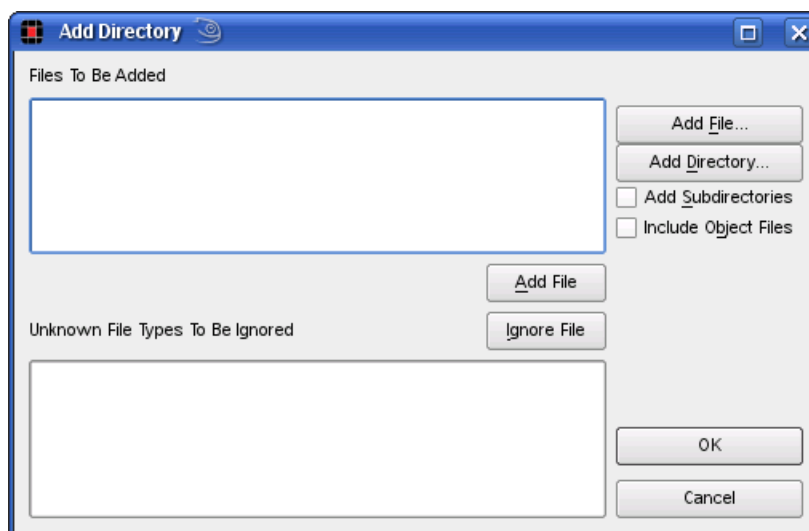 Add Directory
Files To Be Added
Add File...
Add Directory...
Add Subdirectories
Include Object Files
Add File
Unknown File Types To Be Ignored
Ignore File
OK
Cancel